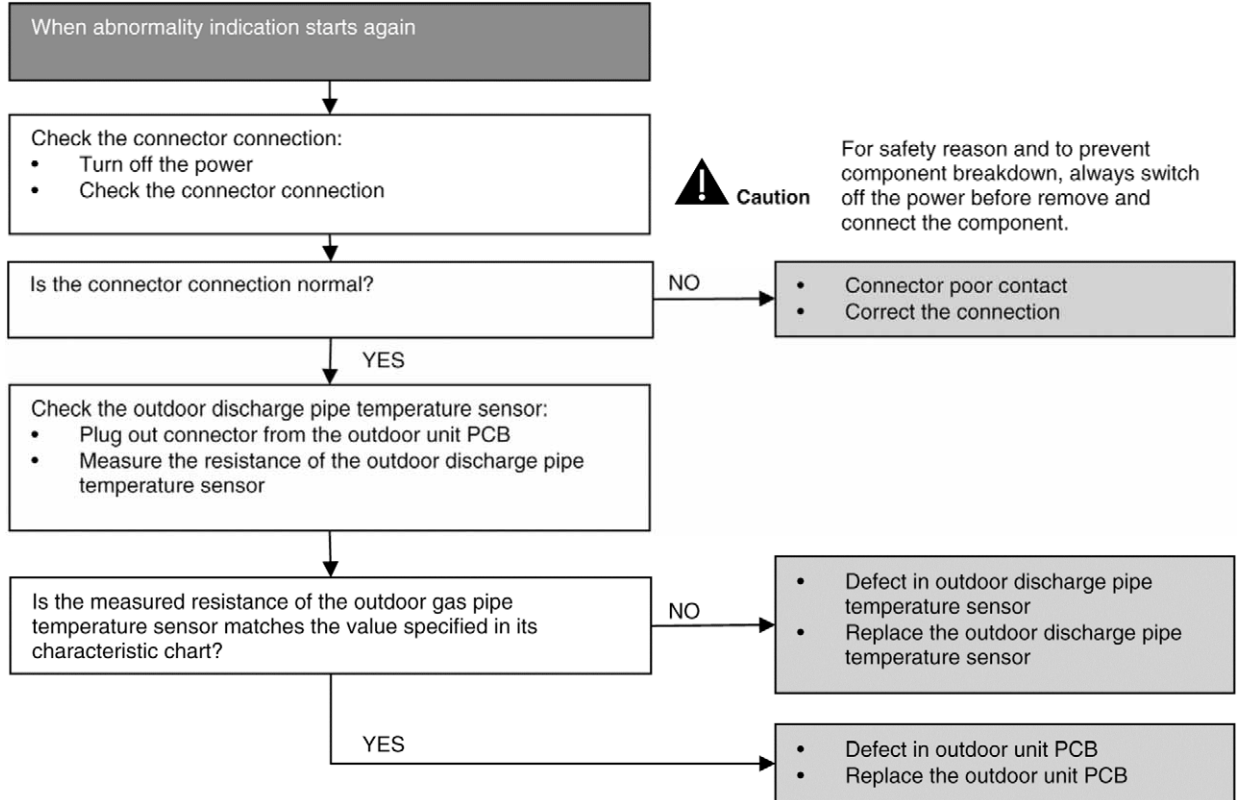 When abnormality indication starts again
Check the connector connection:
• Turn off the power
• Check the connector connection
Caution
For safety reason and to prevent
component breakdown, always switch
off the power before remove and
connect the component.
Is the connector connection normal?
NO
• Connector poor contact
• Correct the connection
YES
Check the outdoor discharge pipe temperature sensor:
• Plug out connector from the outdoor unit PCB
• Measure the resistance of the outdoor discharge pipe
temperature sensor
Is the measured resistance of the outdoor gas pipe
temperature sensor matches the value specified in its
characteristic chart?
NO
• Defect in outdoor discharge pipe
temperature sensor
• Replace the outdoor discharge pipe
temperature sensor
YES
• Defect in outdoor unit PCB
• Replace the outdoor unit PCB